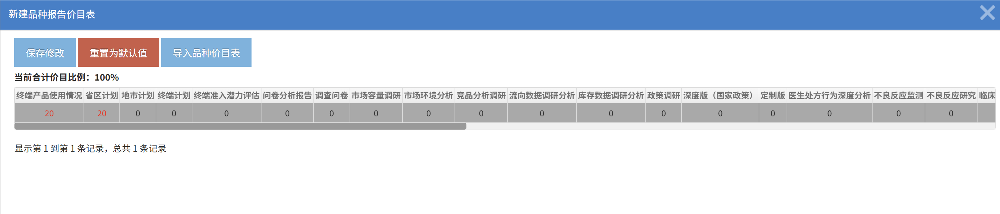 新建品种报告价目表
保存修改 重置为默认值 导入品种价目表
当前合计价目比例：100%
终端产品使用情况 省区计划 地市计划 终端计划 终端准入潜力评估 问卷分析报告 调查问卷 市场容量调研 市场环境分析 竞品分析调研 流向数据调研分析 库存数据调研分析 政策调研 深度版（国家政策） 定制版 医生处方行为深度分析 不良反应监测 不良反应研究 临床
20 20 0 0 0 0 0 0 0 0 0 0 0 0 0 0 0 0
显示第 1 到第 1 条记录，总共 1 条记录